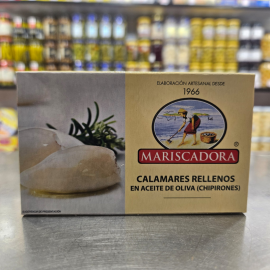 ELABORACIÓN ARTESANAL DESDE
1966
MARISCADORA
CALAMARES RELLENOS
EN ACEITE DE OLIVA (CHIPIRONES)